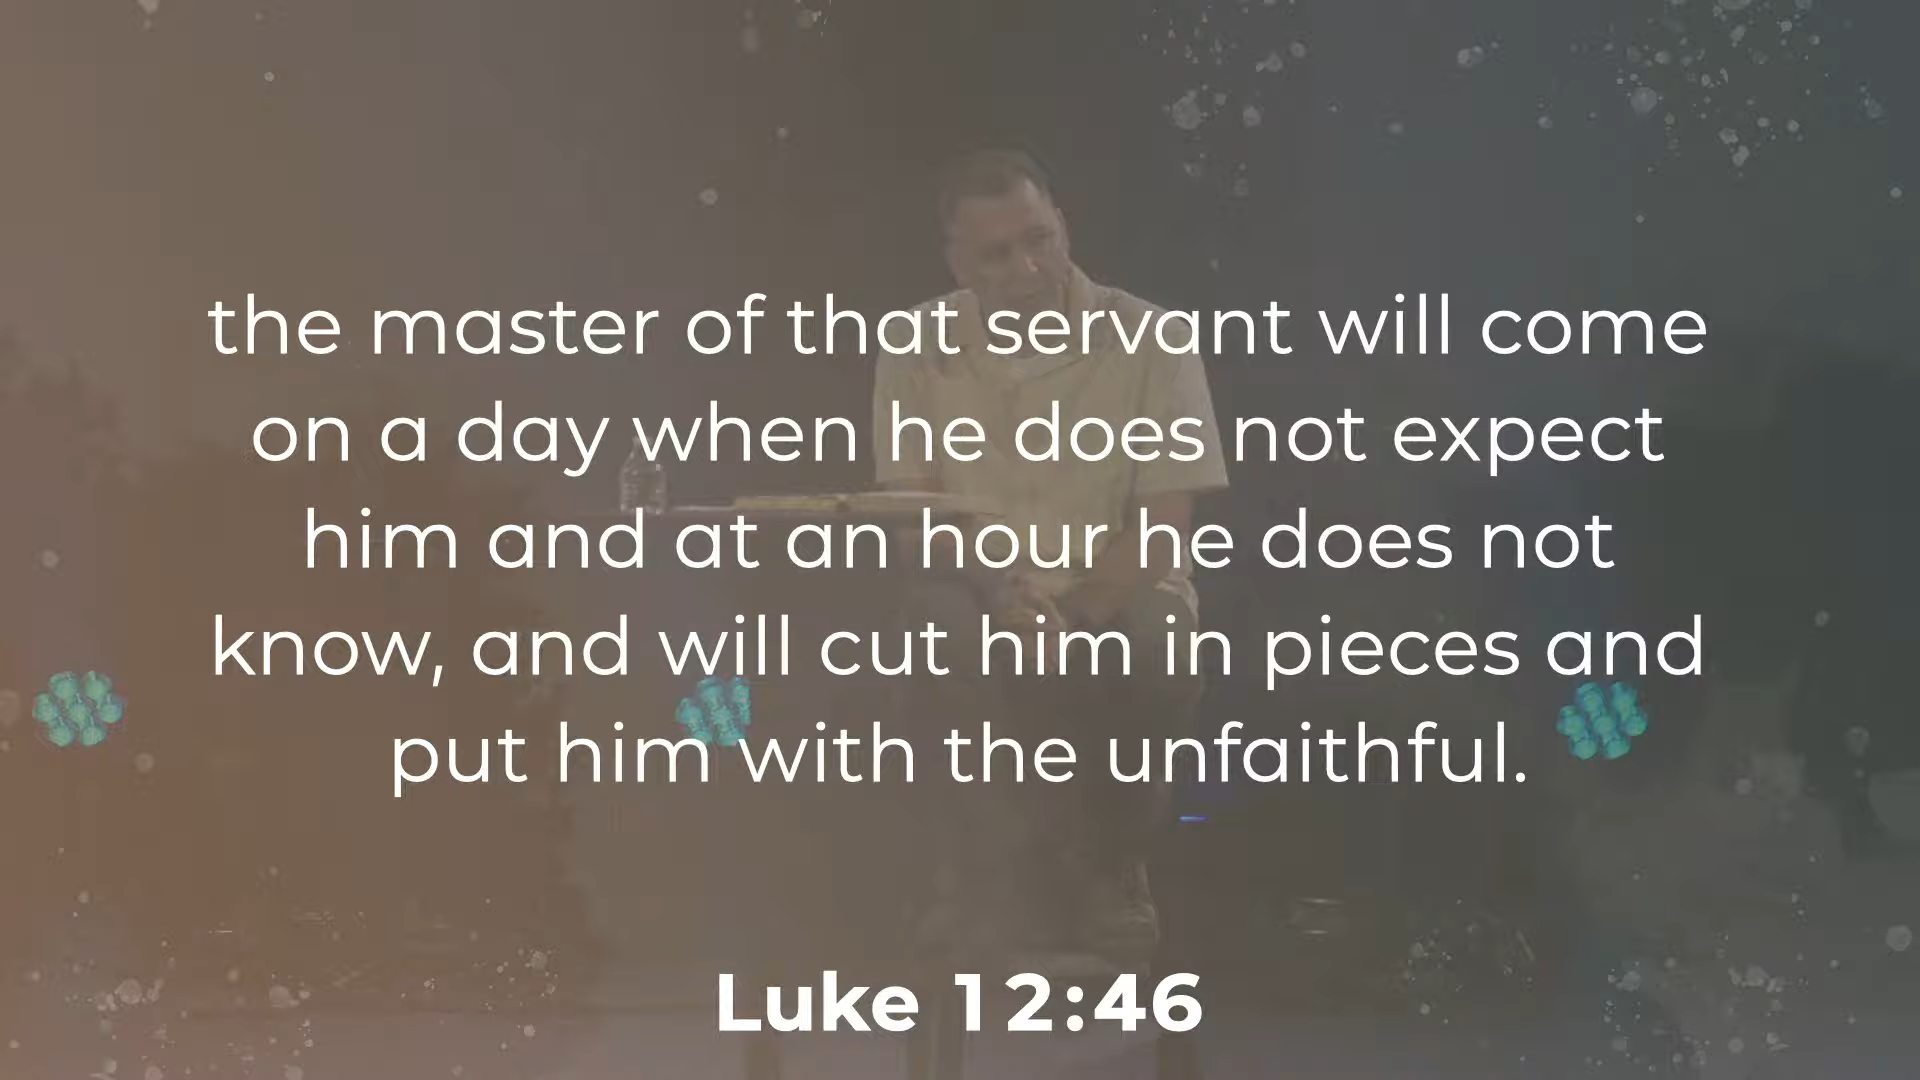 the master of that servant will come
on a day when he does not expect
him and at an hour he does not
know, and will cut him in pieces and
put him with the unfaithful.
Luke 12:46